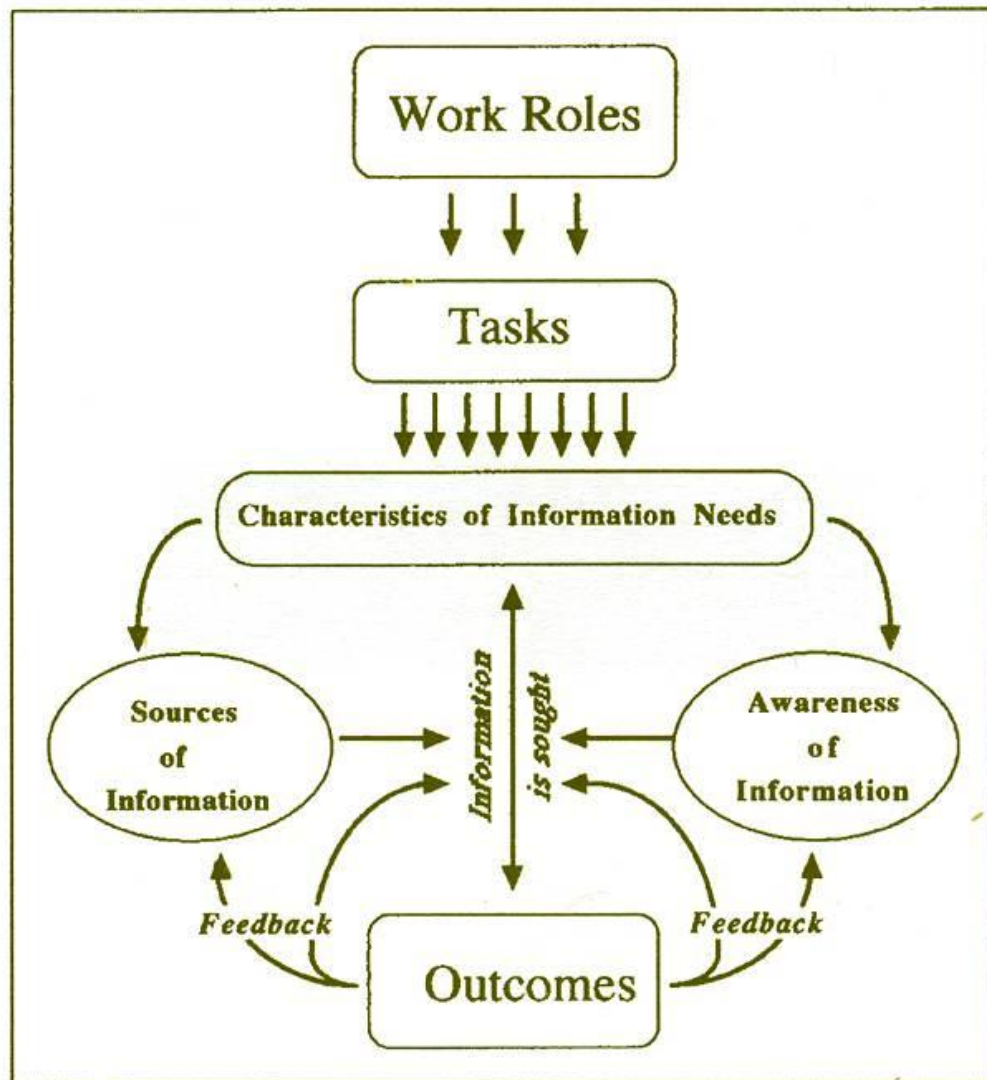 Work Roles
Tasks
Characteristics of Information Needs
Sources
of
Information
Information
is sought
Awareness
of
Information
Feedback
Feedback
Outcomes